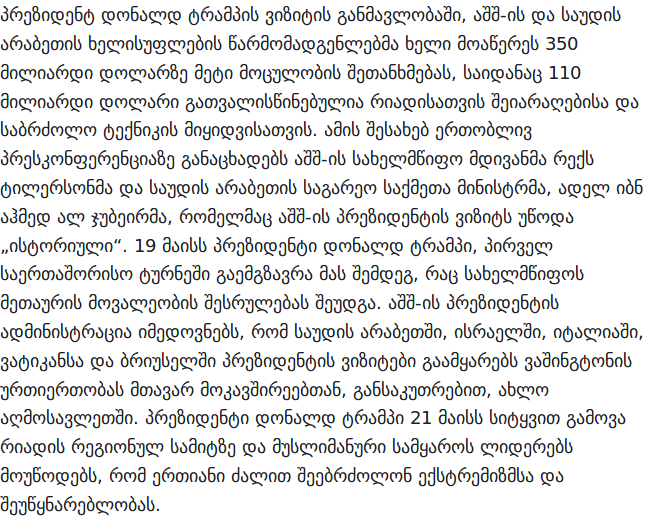 პრეზიდენტ დონალდ ტრამპის ვიზიტის განმავლობაში, აშშ-ის და საუდის
არაბეთის ხელისუფლების წარმომადგენლებმა ხელი მოაწერეს 350
მილიარდი დოლარზე მეტი მოცულობის შეთანხმებას, საიდანაც 110
მილიარდი დოლარი გათვალისწინებულია რიადისათვის შეიარაღებისა და
საბრძოლო ტექნიკის მიყიდვისათვის. ამის შესახებ ერთობლივ
პრესკონფერენციაზე განაცხადებს აშშ-ის სახელმწიფო მდივანმა რექს
ტილერსონმა და საუდის არაბეთის საგარეო საქმეთა მინისტრმა, ადელ იბნ
აჰმედ ალ ჯუბეირმა, რომელმაც აშშ-ის პრეზიდენტის ვიზიტს უწოდა
„ისტორიული“. 19 მაისს პრეზიდენტი დონალდ ტრამპი, პირველ
საერთაშორისო ტურნეში გაემგზავრა მას შემდეგ, რაც სახელმწიფოს
მეთაურის მოვალეობის შესრულებას შეუდგა. აშშ-ის პრეზიდენტის
ადმინისტრაცია იმედოვნებს, რომ საუდის არაბეთში, ისრაელში, იტალიაში,
ვატიკანსა და ბრიუსელში პრეზიდენტის ვიზიტები გაამყარებს ვაშინგტონის
ურთიერთობას მთავარ მოკავშირეებთან, განსაკუთრებით, ახლო
აღმოსავლეთში. პრეზიდენტი დონალდ ტრამპი 21 მაისს სიტყვით გამოვა
რიადის რეგიონულ სამიტზე და მუსლიმანური სამყაროს ლიდერებს
მოუწოდებს, რომ ერთიანი ძალით შეებრძოლონ ექსტრემიზმსა და
შეუწყნარებლობას.